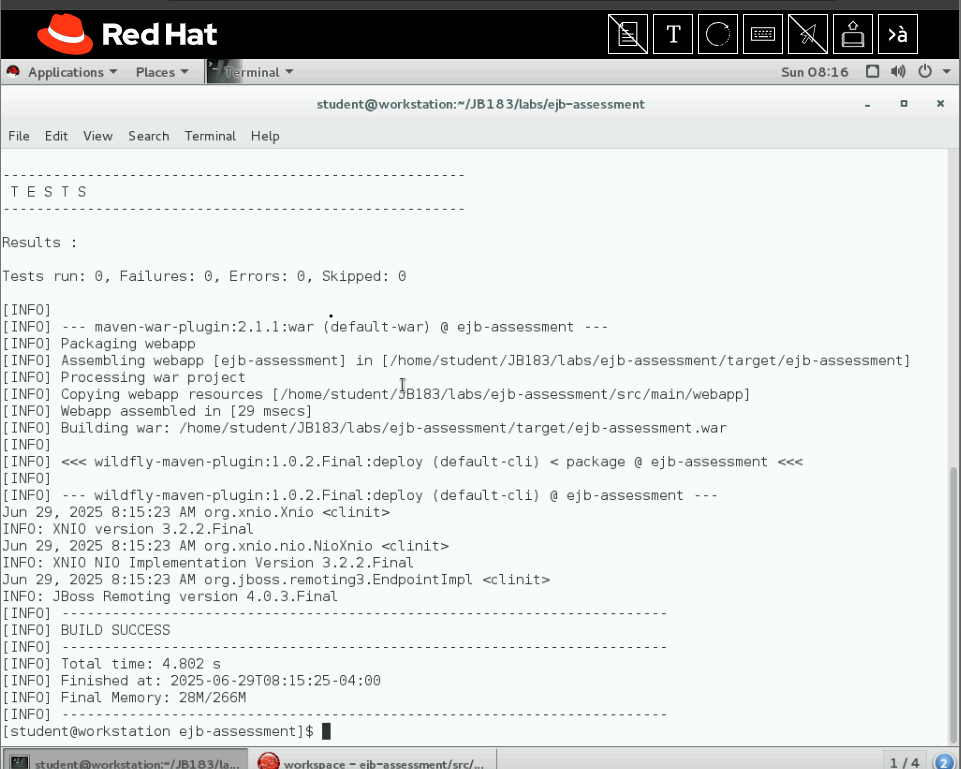 Red Hat
T
>à
Applications Places Terminal Sun 08:16
student@workstation:~/JB183/labs/ejb-assessment
File Edit View Search Terminal Help
-------------------------------------------------------
T E S T S
-------------------------------------------------------
Results :
Tests run: 0, Failures: 0, Errors: 0, Skipped: 0
[INFO]
[INFO] --- maven-war-plugin:2.1.1:war (default-war) @ ejb-assessment ---
[INFO] Packaging webapp
[INFO] Assembling webapp [ejb-assessment] in [/home/student/JB183/labs/ejb-assessment/target/ejb-assessment]
[INFO] Processing war project
[INFO] Copying webapp resources [/home/student/JB183/labs/ejb-assessment/src/main/webapp]
[INFO] Webapp assembled in [29 msecs]
[INFO] Building war: /home/student/JB183/labs/ejb-assessment/target/ejb-assessment.war
[INFO]
[INFO] <<< wildfly-maven-plugin:1.0.2.Final:deploy (default-cli) < package @ ejb-assessment <<<
[INFO]
[INFO] --- wildfly-maven-plugin:1.0.2.Final:deploy (default-cli) @ ejb-assessment ---
Jun 29, 2025 8:15:23 AM org.xnio.Xnio <clinit>
INFO: XNIO version 3.2.2.Final
Jun 29, 2025 8:15:23 AM org.xnio.nio.NioXnio <clinit>
INFO: XNIO NIO Implementation Version 3.2.2.Final
Jun 29, 2025 8:15:23 AM org.jboss.remoting3.EndpointImpl <clinit>
INFO: JBoss Remoting version 4.0.3.Final
[INFO] ------------------------------------------------------------------------
[INFO] BUILD SUCCESS
[INFO] ------------------------------------------------------------------------
[INFO] Total time: 4.802 s
[INFO] Finished at: 2025-06-29T08:15:25-04:00
[INFO] Final Memory: 28M/266M
[INFO] ------------------------------------------------------------------------
[student@workstation ejb-assessment]$
student@workstation:~/JB183/la... workspace - ejb-assessment/src/... 1 / 4 2